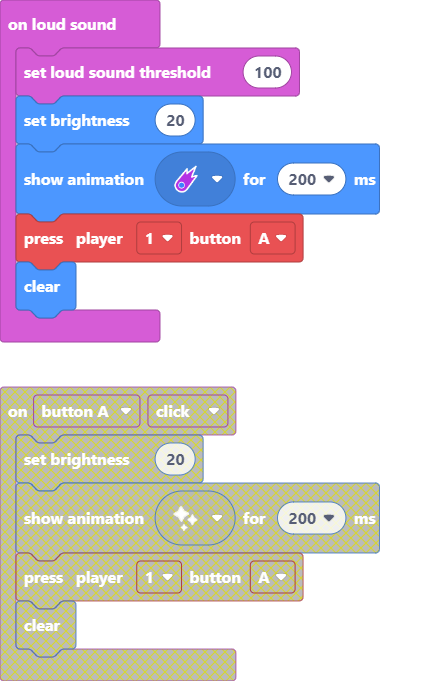 on loud sound
set loud sound threshold 100
set brightness 20
show animation for 200 ms
press player 1 button A
clear
on button A click
set brightness 20
show animation for 200 ms
press player 1 button A
clear